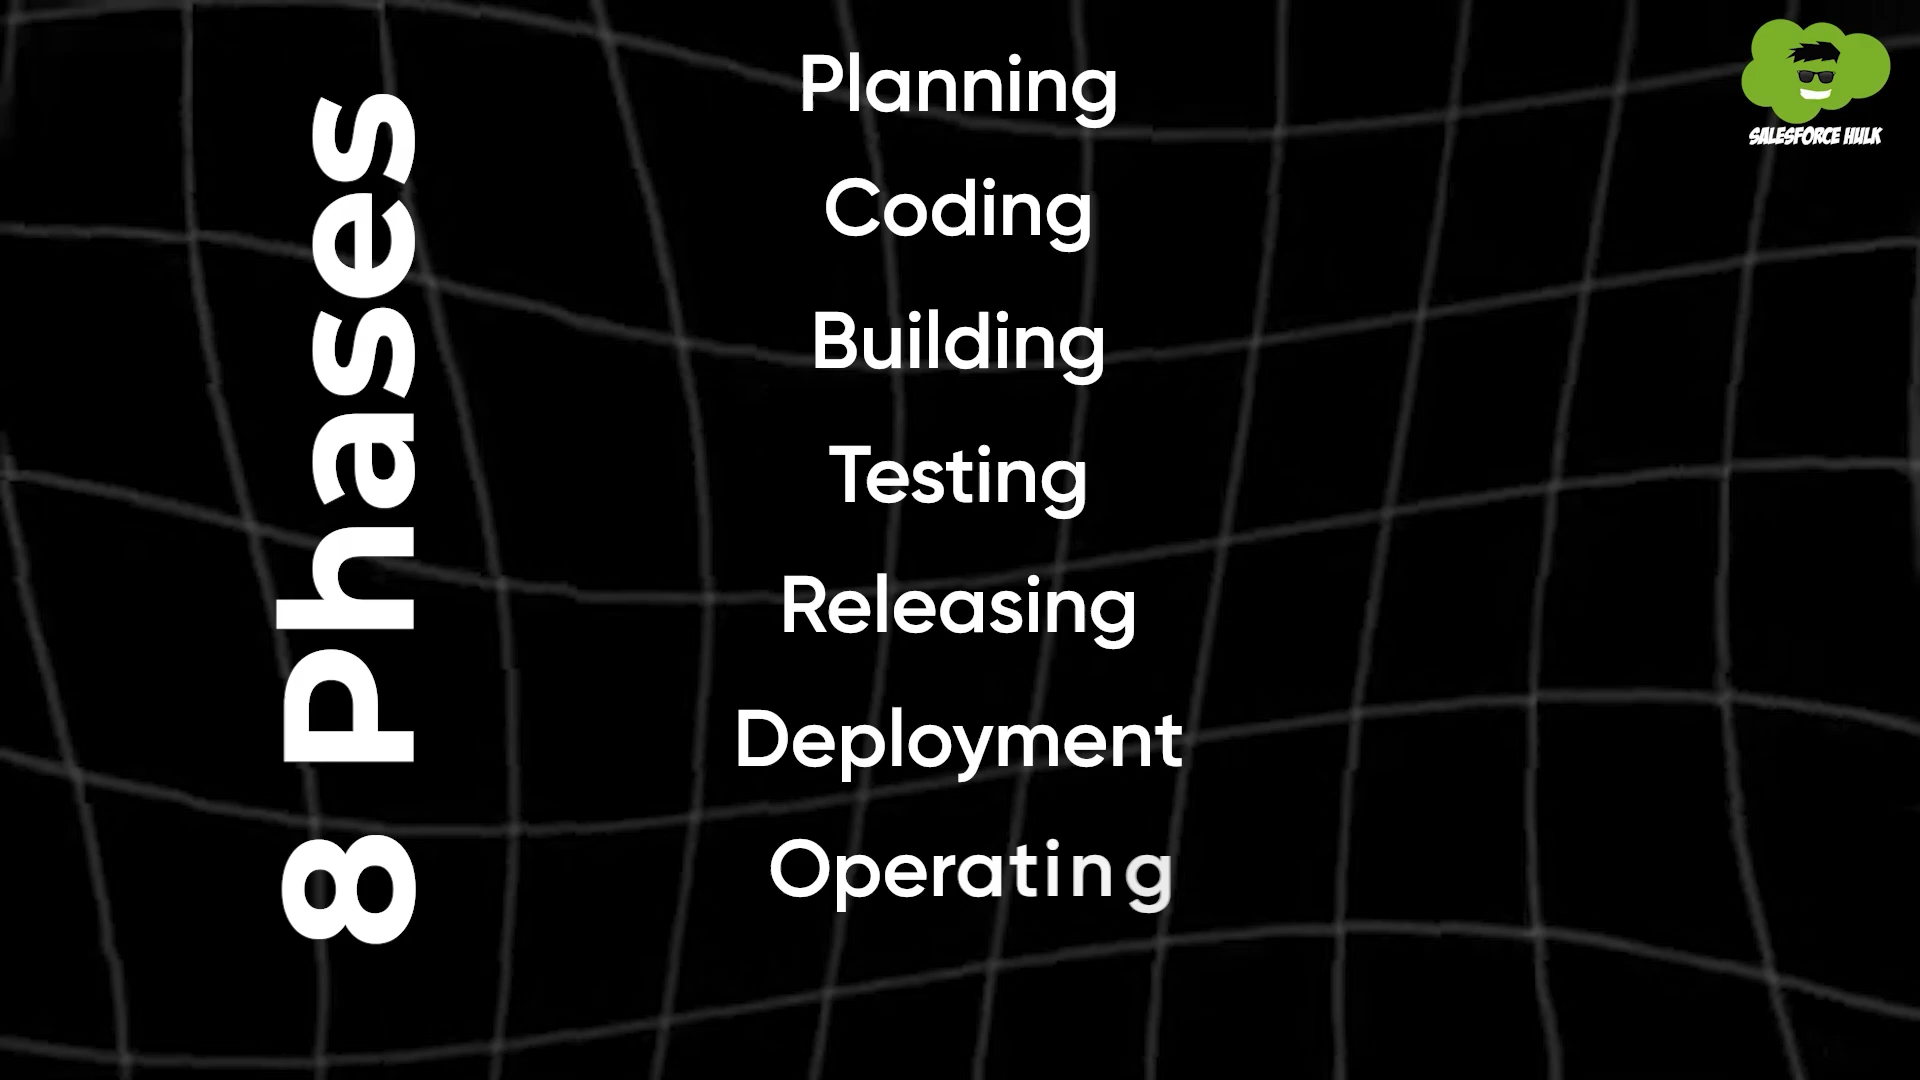 8 Phases
Planning
Coding
Building
Testing
Releasing
Deployment
Operating
SALESFORCE HULK